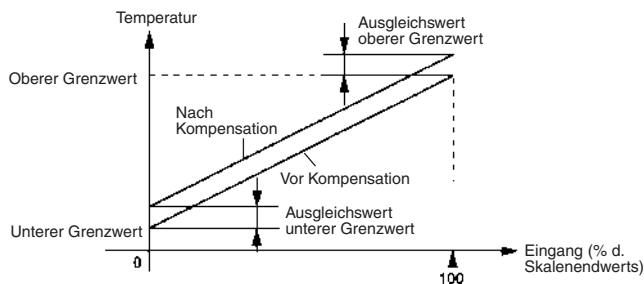 Temperatur
Ausgleichswert
oberer Grenzwert
Oberer Grenzwert
Nach
Kompensation
Vor Kompensation
Ausgleichswert
unterer Grenzwert
Unterer Grenzwert
0
100
Eingang (% d.
Skalenendwerts)